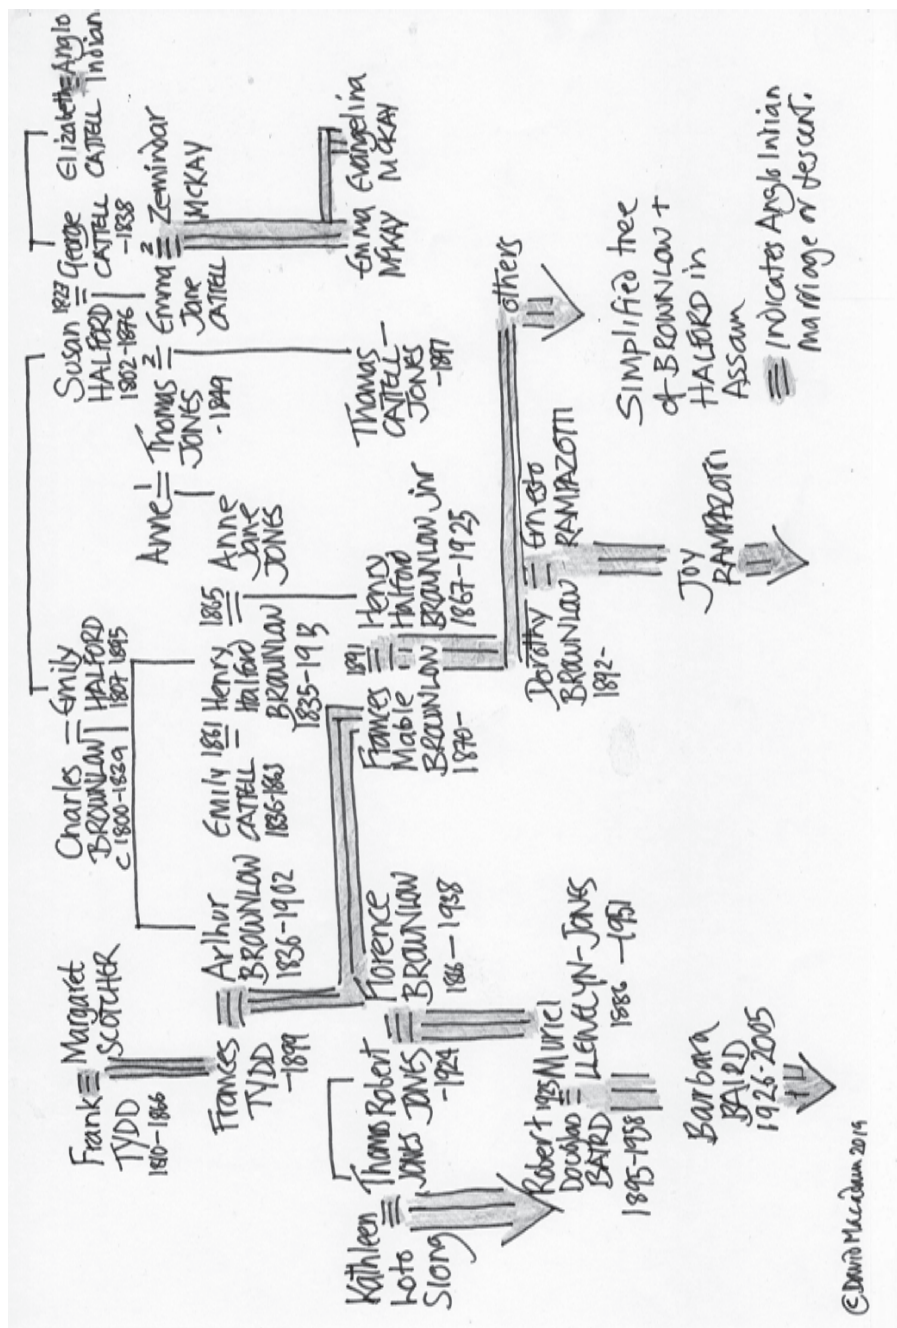 Frank
TYDD
1810-1866
Margaret
SCOTCHER
Charles
BROWNLOW
Emily
HALFORD
1807 1895
Susan
HALFORD
1802-1876
George
CATTELL
-1838
Elizabeth = Anglo
CATTELL Indian
Frances
TYDD
-1899
Arthur
BROWNLOW
1836-1902
Emily
CATTELL
1836-1863
1861
Henry
Halford
BROWNLOW
1835-1913
1865
Anne
Jane
JONES
Anne
1
Thomas
JONES
-1849
2
Emma
Jane
CATTELL
2
Zemindar
MCKAY
Kathleen
Loto
Slong
Thomas
Jones
Robert
JONES
-1924
Florence
BROWNLOW
1866-1938
Frances
Mable
BROWNLOW
1870-
1891
Henry
Halford
BROWNLOW jnr
1867-1925
Thomas
CATTELL-
JONES
-1897
Emma
McKAY
Evangelina
McKAY
Robert
Douglas
BAIRD
1895-1958
1925
Muriel
LLEWELYN-JONES
1886-1951
Dorothy
BROWNLOW
1892-
Ernesto
RAMPAZOTTI
others
Barbara
BAIRD
1926-2005
Joy
RAMPAZOTTI
Simplified tree
of BROWNLOW +
HALFORD in
Assam
indicates Anglo Indian
marriage or descent.
©David Macadam 2019